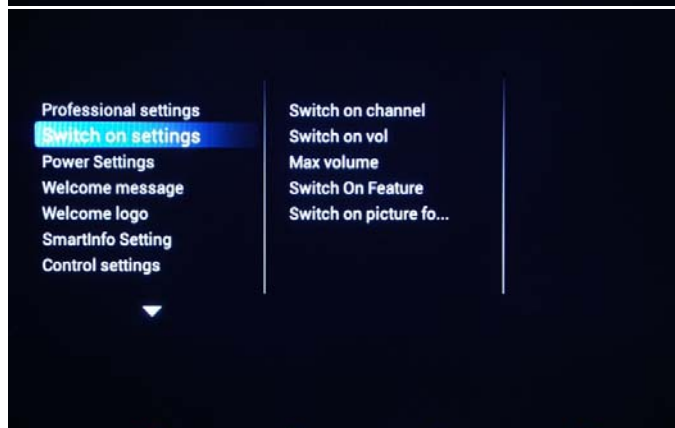 Professional settings
Switch on settings
Power Settings
Welcome message
Welcome logo
SmartInfo Setting
Control settings
Switch on channel
Switch on vol
Max volume
Switch On Feature
Switch on picture fo...